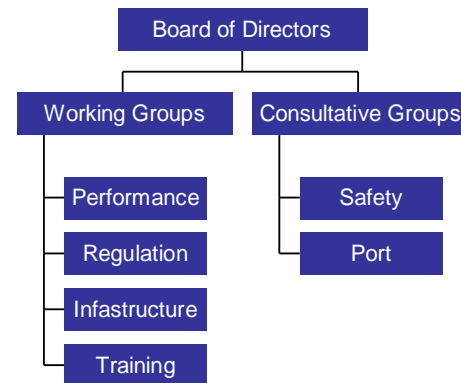 Board of Directors
Working Groups
Consultative Groups
Performance
Regulation
Infastructure
Training
Safety
Port